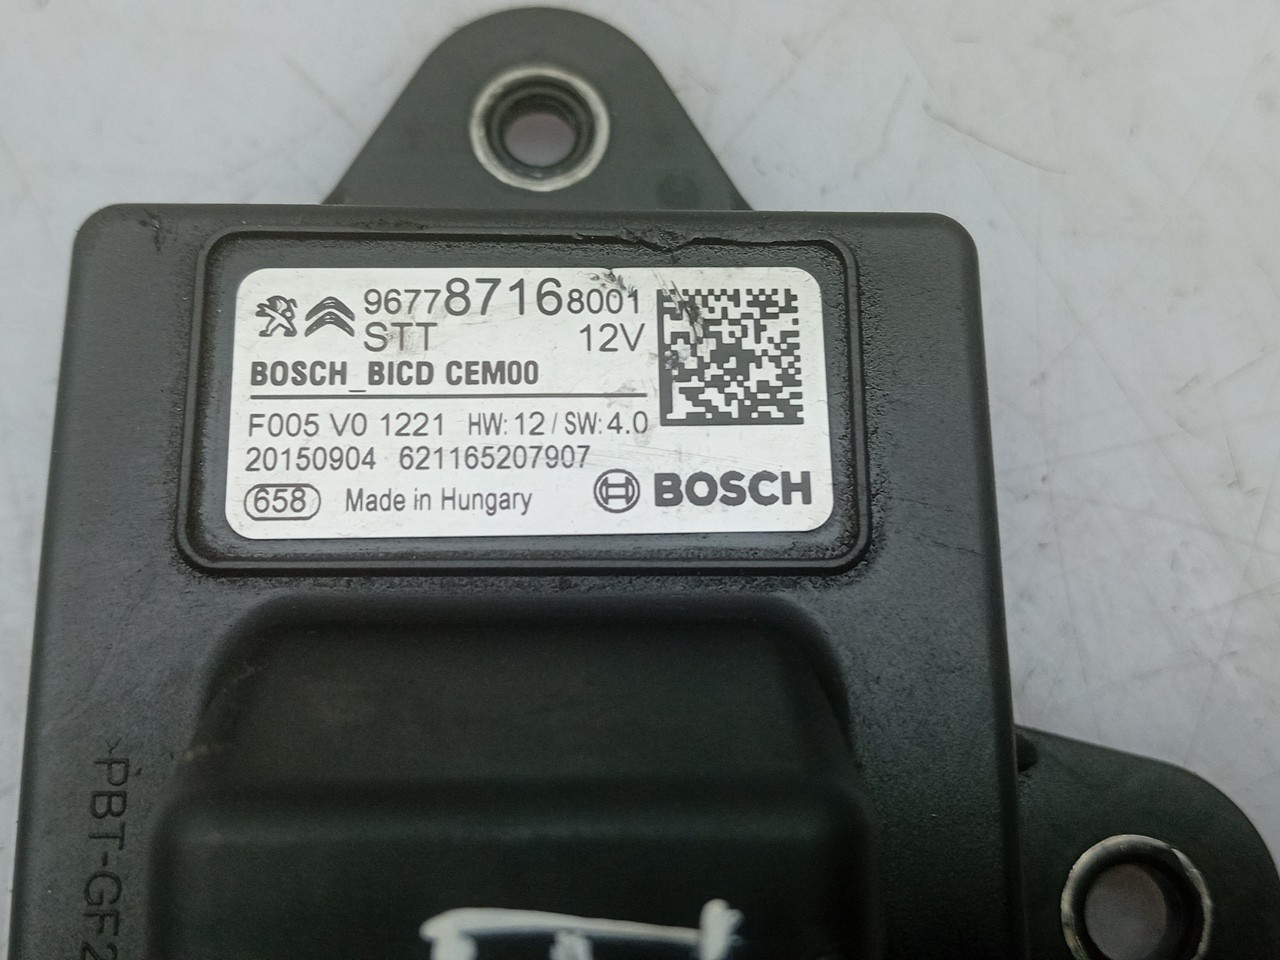 96778716 8001
STT 12V
BOSCH_BICD CEM00
F005 V0 1221 HW: 12 / SW: 4.0
20150904 621165207907
658 Made in Hungary BOSCH
>PBT-GF2